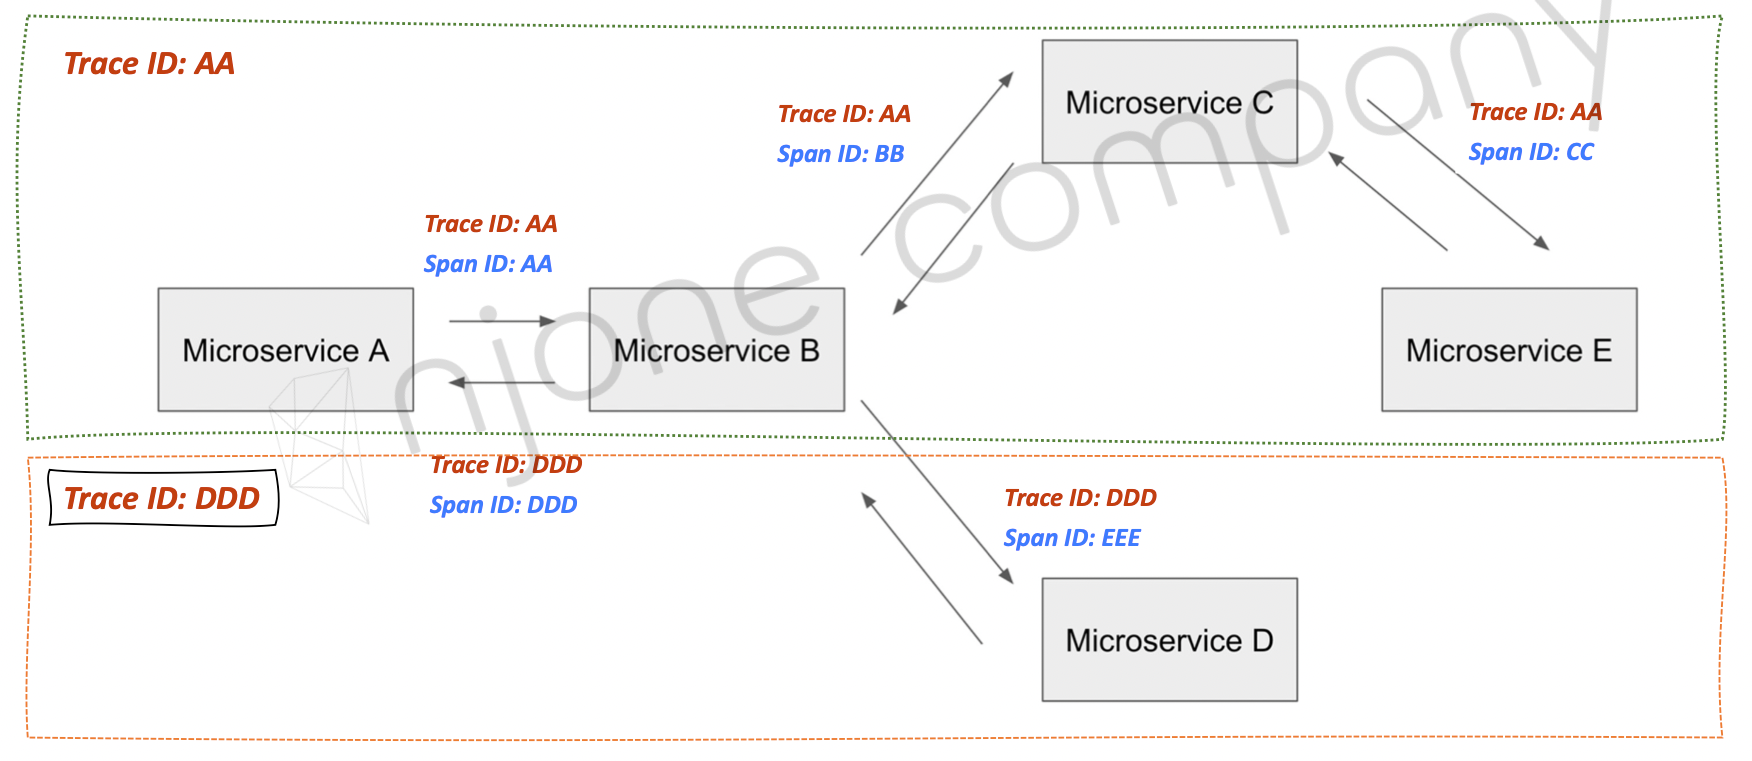 Trace ID: AA
Microservice C
Trace ID: AA
Span ID: BB
Trace ID: AA
Span ID: CC
Trace ID: AA
Span ID: AA
Microservice A
Microservice B
Microservice E
Trace ID: DDD
Trace ID: DDD
Span ID: DDD
Trace ID: DDD
Span ID: EEE
Microservice D
njone company